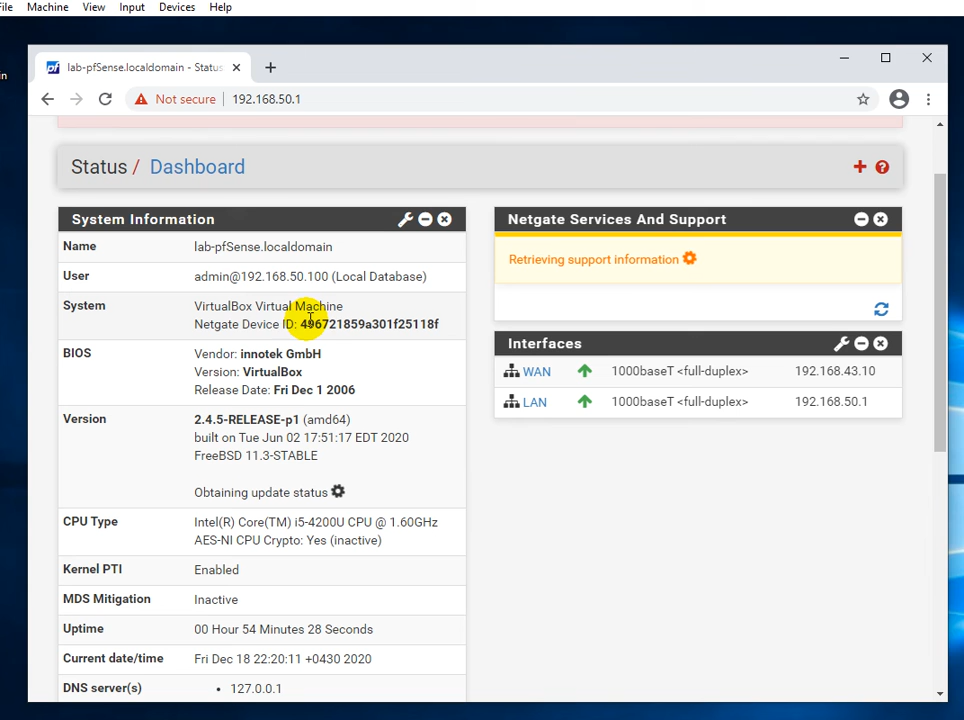 File Machine View Input Devices Help
in
lab-pfSense.localdomain - Status
Not secure 192.168.50.1
Status / Dashboard
System Information
Name lab-pfSense.localdomain
User admin@192.168.50.100 (Local Database)
System VirtualBox Virtual Machine
Netgate Device ID: 496721859a301f25118f
BIOS Vendor: innotek GmbH
Version: VirtualBox
Release Date: Fri Dec 1 2006
Version 2.4.5-RELEASE-p1 (amd64)
built on Tue Jun 02 17:51:17 EDT 2020
FreeBSD 11.3-STABLE
Obtaining update status
CPU Type Intel(R) Core(TM) i5-4200U CPU @ 1.60GHz
AES-NI CPU Crypto: Yes (inactive)
Kernel PTI Enabled
MDS Mitigation Inactive
Uptime 00 Hour 54 Minutes 28 Seconds
Current date/time Fri Dec 18 22:20:11 +0430 2020
DNS server(s) • 127.0.0.1
Netgate Services And Support
Retrieving support information
Interfaces
WAN 1000baseT <full-duplex> 192.168.43.10
LAN 1000baseT <full-duplex> 192.168.50.1